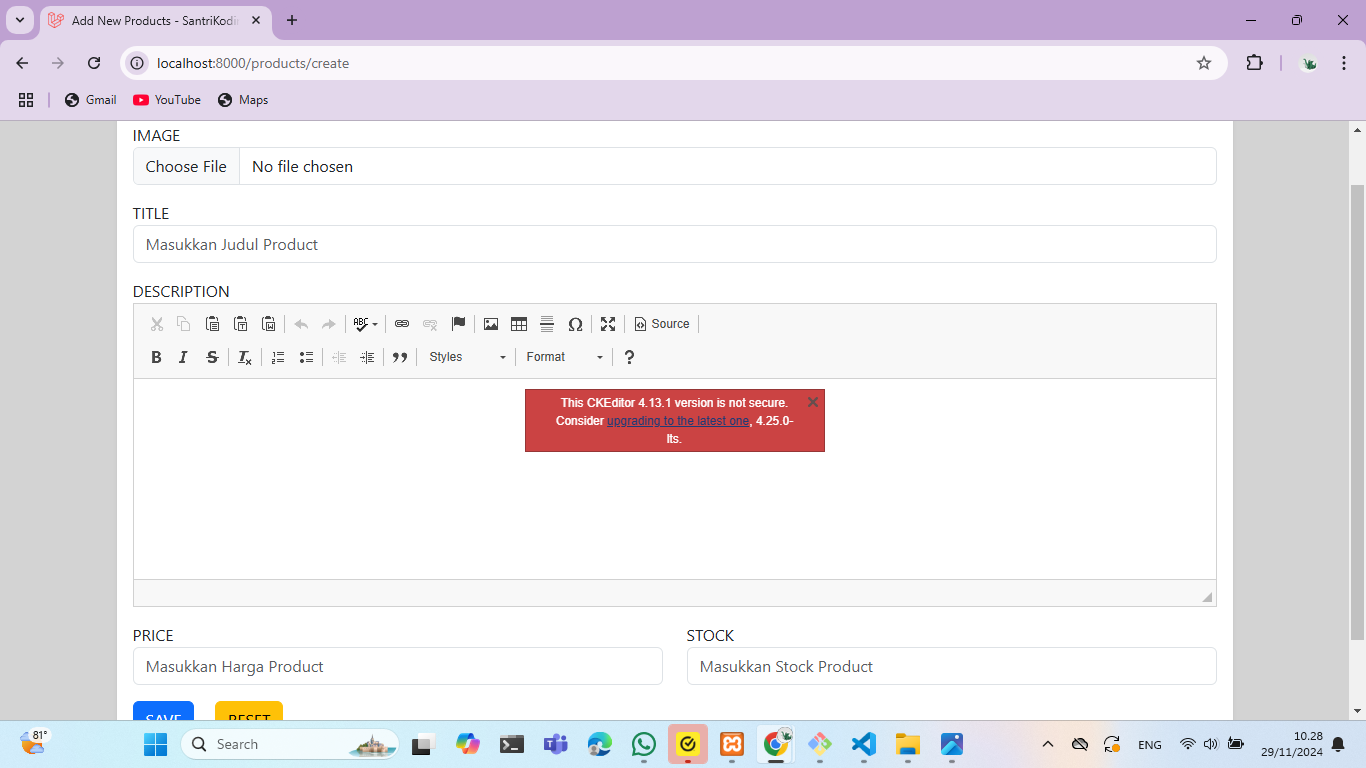 Add New Products - SantriKodi
localhost:8000/products/create
Gmail YouTube Maps
IMAGE
Choose File No file chosen
TITLE
Masukkan Judul Product
DESCRIPTION
ABC Source
B I S Tx Styles Format ?
This CKEditor 4.13.1 version is not secure.
Consider upgrading to the latest one, 4.25.0-
lts.
PRICE STOCK
Masukkan Harga Product Masukkan Stock Product
SAVE RESET
81° Search ENG 10.28
29/11/2024